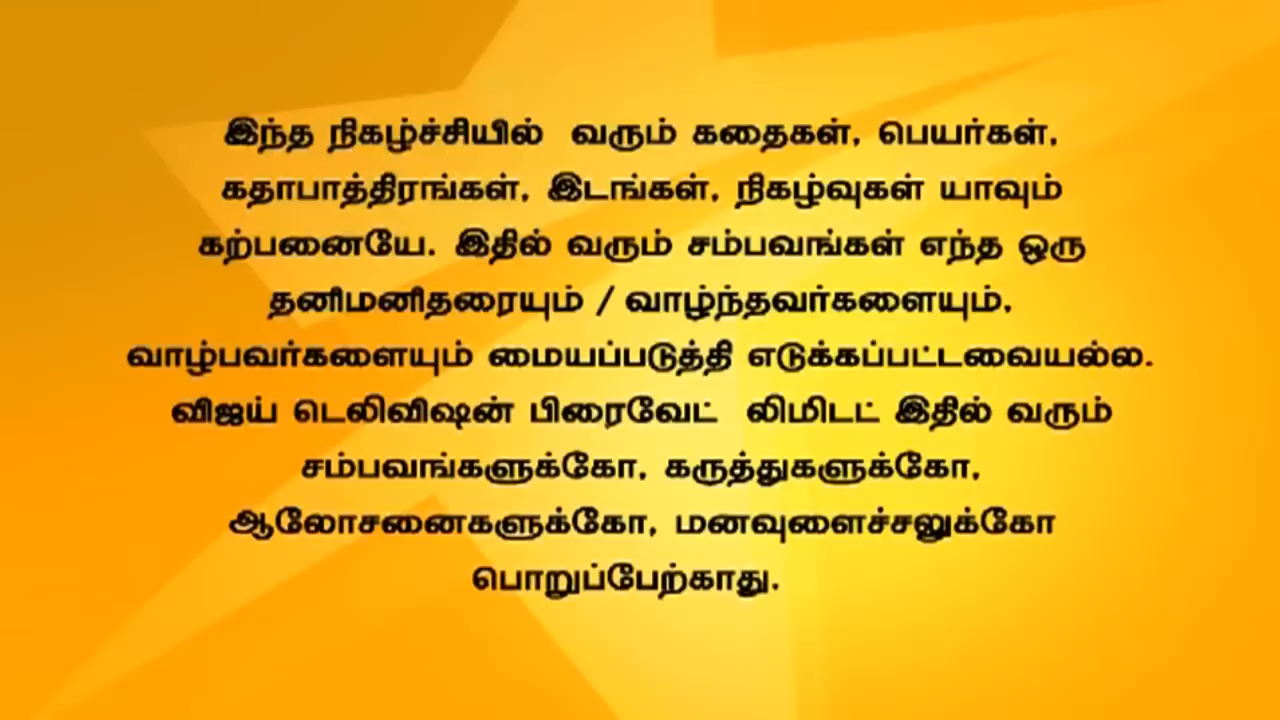 இந்த நிகழ்ச்சியில் வரும் கதைகள், பெயர்கள்,
கதாபாத்திரங்கள், இடங்கள், நிகழ்வுகள் யாவும்
கற்பனையே. இதில் வரும் சம்பவங்கள் எந்த ஒரு
தனிமனிதரையும் / வாழ்ந்தவர்களையும்,
வாழ்பவர்களையும் மையப்படுத்தி எடுக்கப்பட்டவையல்ல.
விஜய் டெலிவிஷன் பிரைவேட் லிமிடட் இதில் வரும்
சம்பவங்களுக்கோ, கருத்துகளுக்கோ,
ஆலோசனைகளுக்கோ, மனவுளைச்சலுக்கோ
பொறுப்பேற்காது.